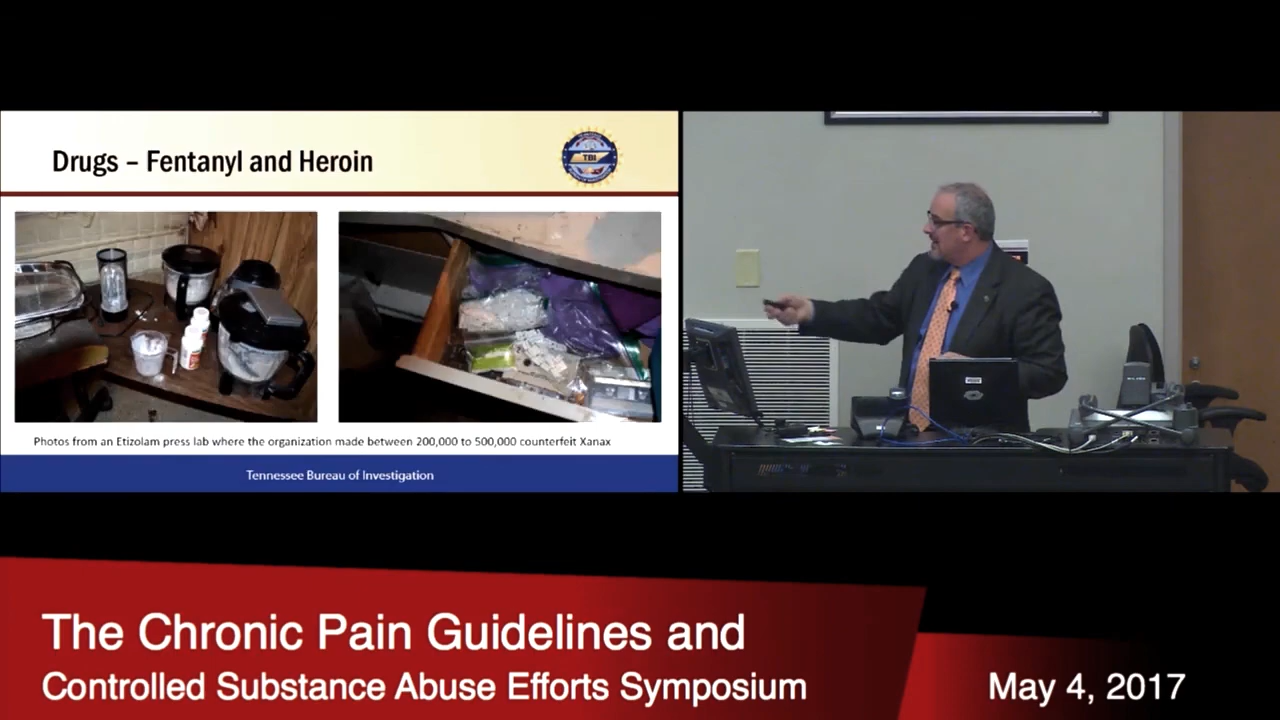 Drugs – Fentanyl and Heroin
TBI
Photos from an Etizolam press lab where the organization made between 200,000 to 500,000 counterfeit Xanax
Tennessee Bureau of Investigation
The Chronic Pain Guidelines and
Controlled Substance Abuse Efforts Symposium
May 4, 2017